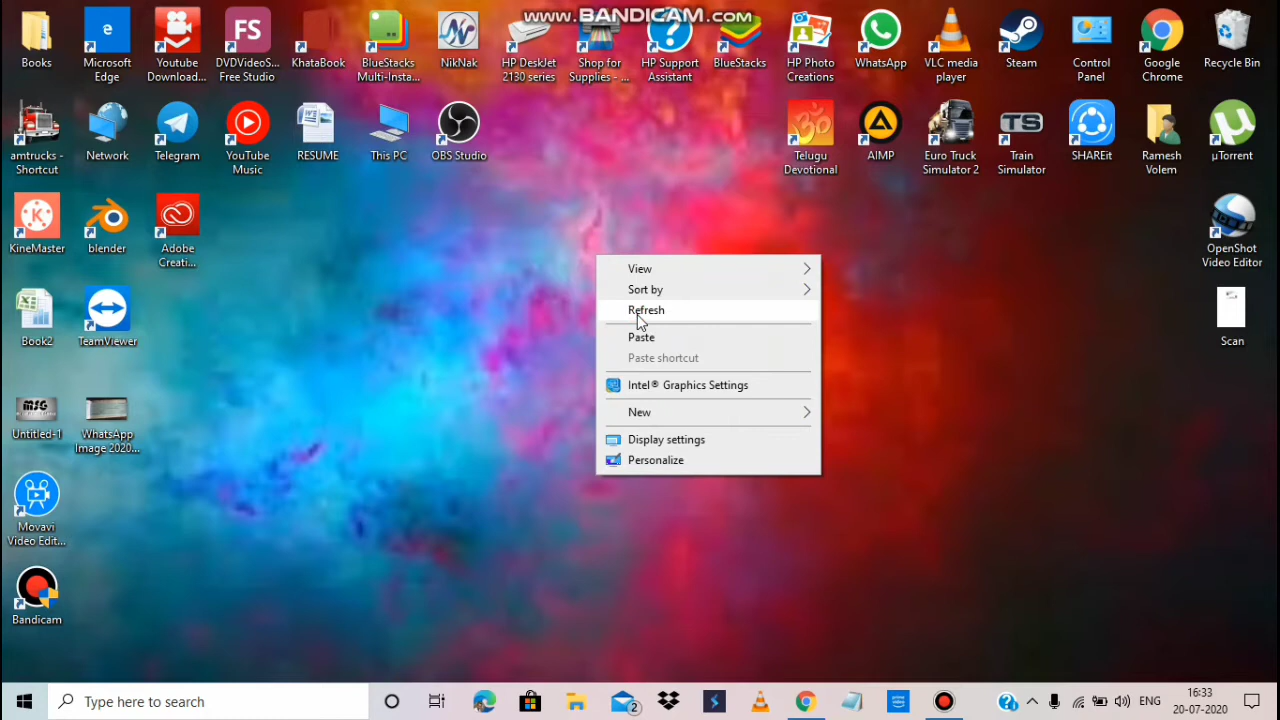 www.BANDICAM.com
Books
Microsoft
Edge
Youtube
Download...
FS
DVDVideoS...
Free Studio
KhataBook
BlueStacks
Multi-Insta...
NikNak
HP DeskJet
2130 series
Shop for
Supplies - ...
HP Support
Assistant
BlueStacks
HP Photo
Creations
WhatsApp
VLC media
player
Steam
Control
Panel
Google
Chrome
Recycle Bin
amtrucks -
Shortcut
Network
Telegram
YouTube
Music
RESUME
This PC
OBS Studio
Telugu
Devotional
AIMP
Euro Truck
Simulator 2
TS
Train
Simulator
SHAREit
Ramesh
Volem
µTorrent
KineMaster
blender
Adobe
Creati...
OpenShot
Video Editor
Book2
TeamViewer
Scan
Untitled-1
WhatsApp
Image 2020...
Movavi
Video Edit...
Bandicam
View
Sort by
Refresh
Paste
Paste shortcut
Intel® Graphics Settings
New
Display settings
Personalize
Type here to search
2
prime video
ENG
16:33
20-07-2020